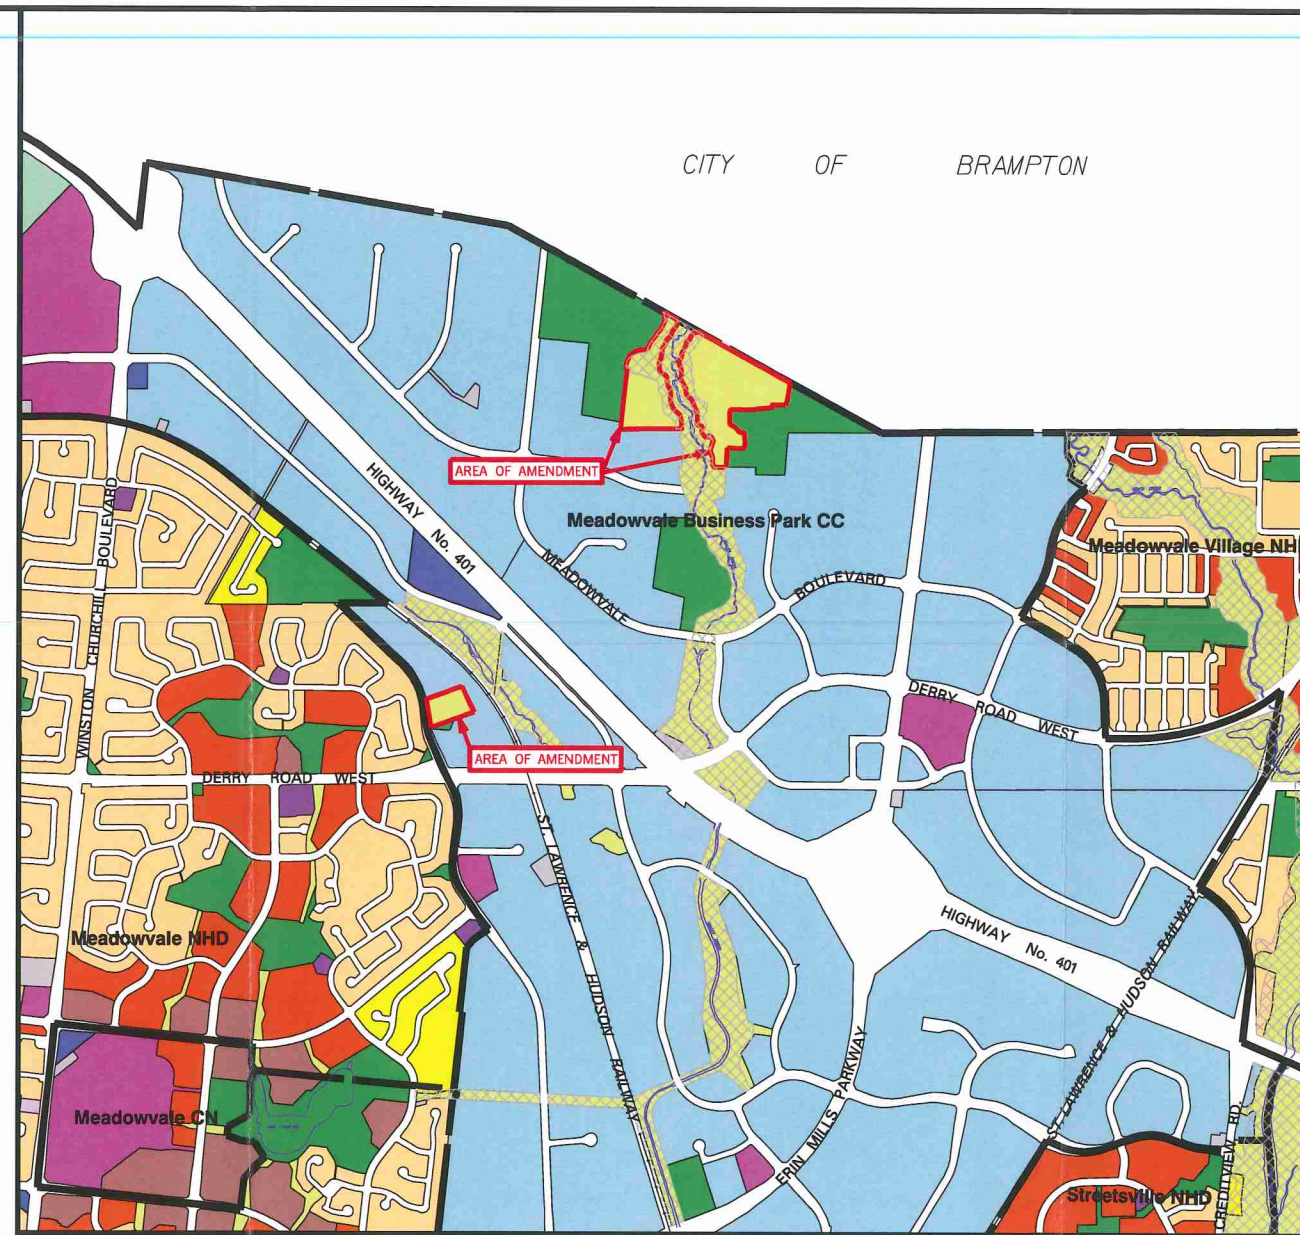 CITY OF BRAMPTON
AREA OF AMENDMENT
HIGHWAY No. 401
Meadowvale Business Park CC
WINSTON CHURCHILL BOULEVARD
MEADOWVALE BOULEVARD
Meadowvale Village NH
DERRY ROAD WEST
AREA OF AMENDMENT
DERRY ROAD WEST
ST. LAWRENCE & HUDSON RAILWAY
Meadowvale NHD
HIGHWAY No. 401
ST. LAWRENCE & HUDSON RAILWAY
ERIN MILLS PARKWAY
Meadowvale CN
CREDITVIEW RD.
Streetsville NHD